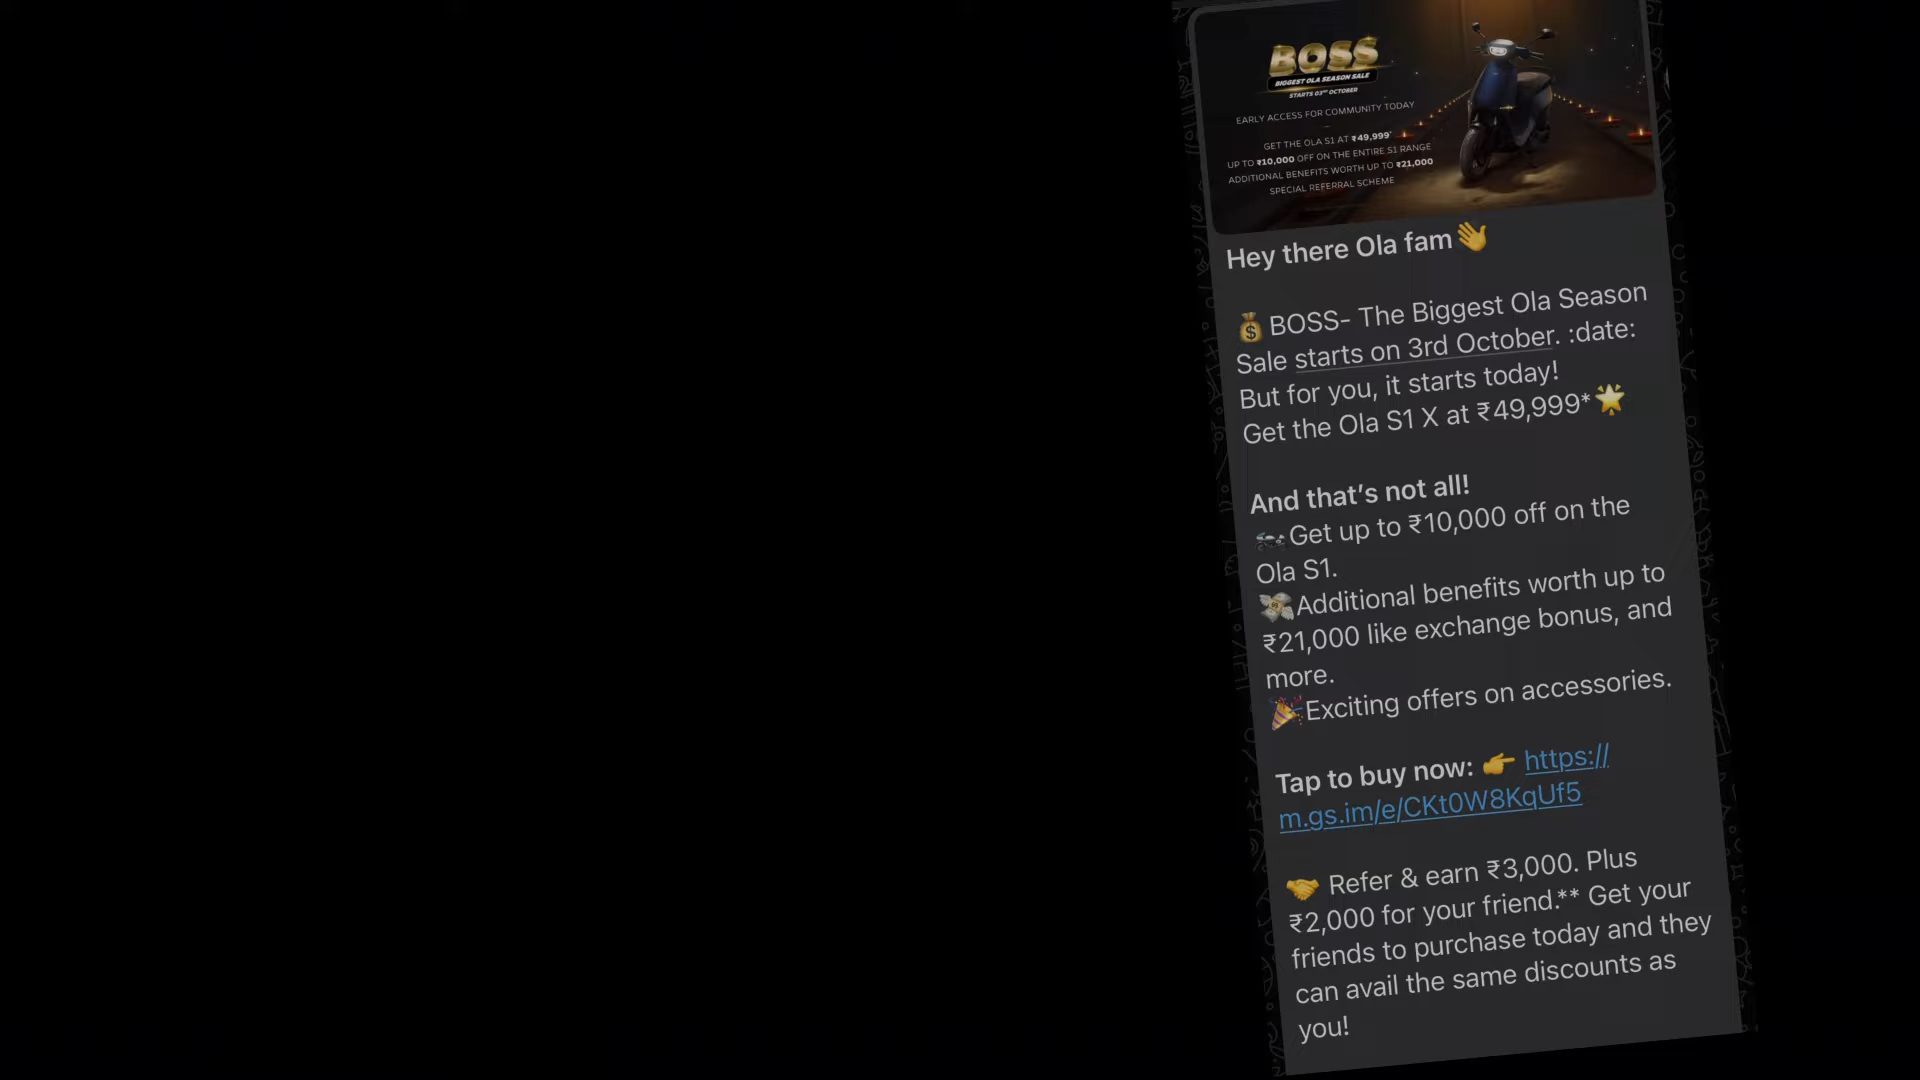 BOSS
BIGGEST OLA SEASON SALE
STARTS 03RD OCTOBER
EARLY ACCESS FOR COMMUNITY TODAY
GET THE OLA S1 AT ₹49,999*
UP TO ₹10,000 OFF ON THE ENTIRE S1 RANGE
ADDITIONAL BENEFITS WORTH UP TO ₹21,000
SPECIAL REFERRAL SCHEME
Hey there Ola fam👋
💰BOSS- The Biggest Ola Season
Sale starts on 3rd October. :date:
But for you, it starts today!
Get the Ola S1 X at ₹49,999*🌟
And that's not all!
🏍️Get up to ₹10,000 off on the
Ola S1.
💸Additional benefits worth up to
₹21,000 like exchange bonus, and
more.
🎉Exciting offers on accessories.
Tap to buy now: 👉 https://
m.gs.im/e/CKt0W8KqUf5
🤝 Refer & earn ₹3,000. Plus
₹2,000 for your friend.** Get your
friends to purchase today and they
can avail the same discounts as
you!